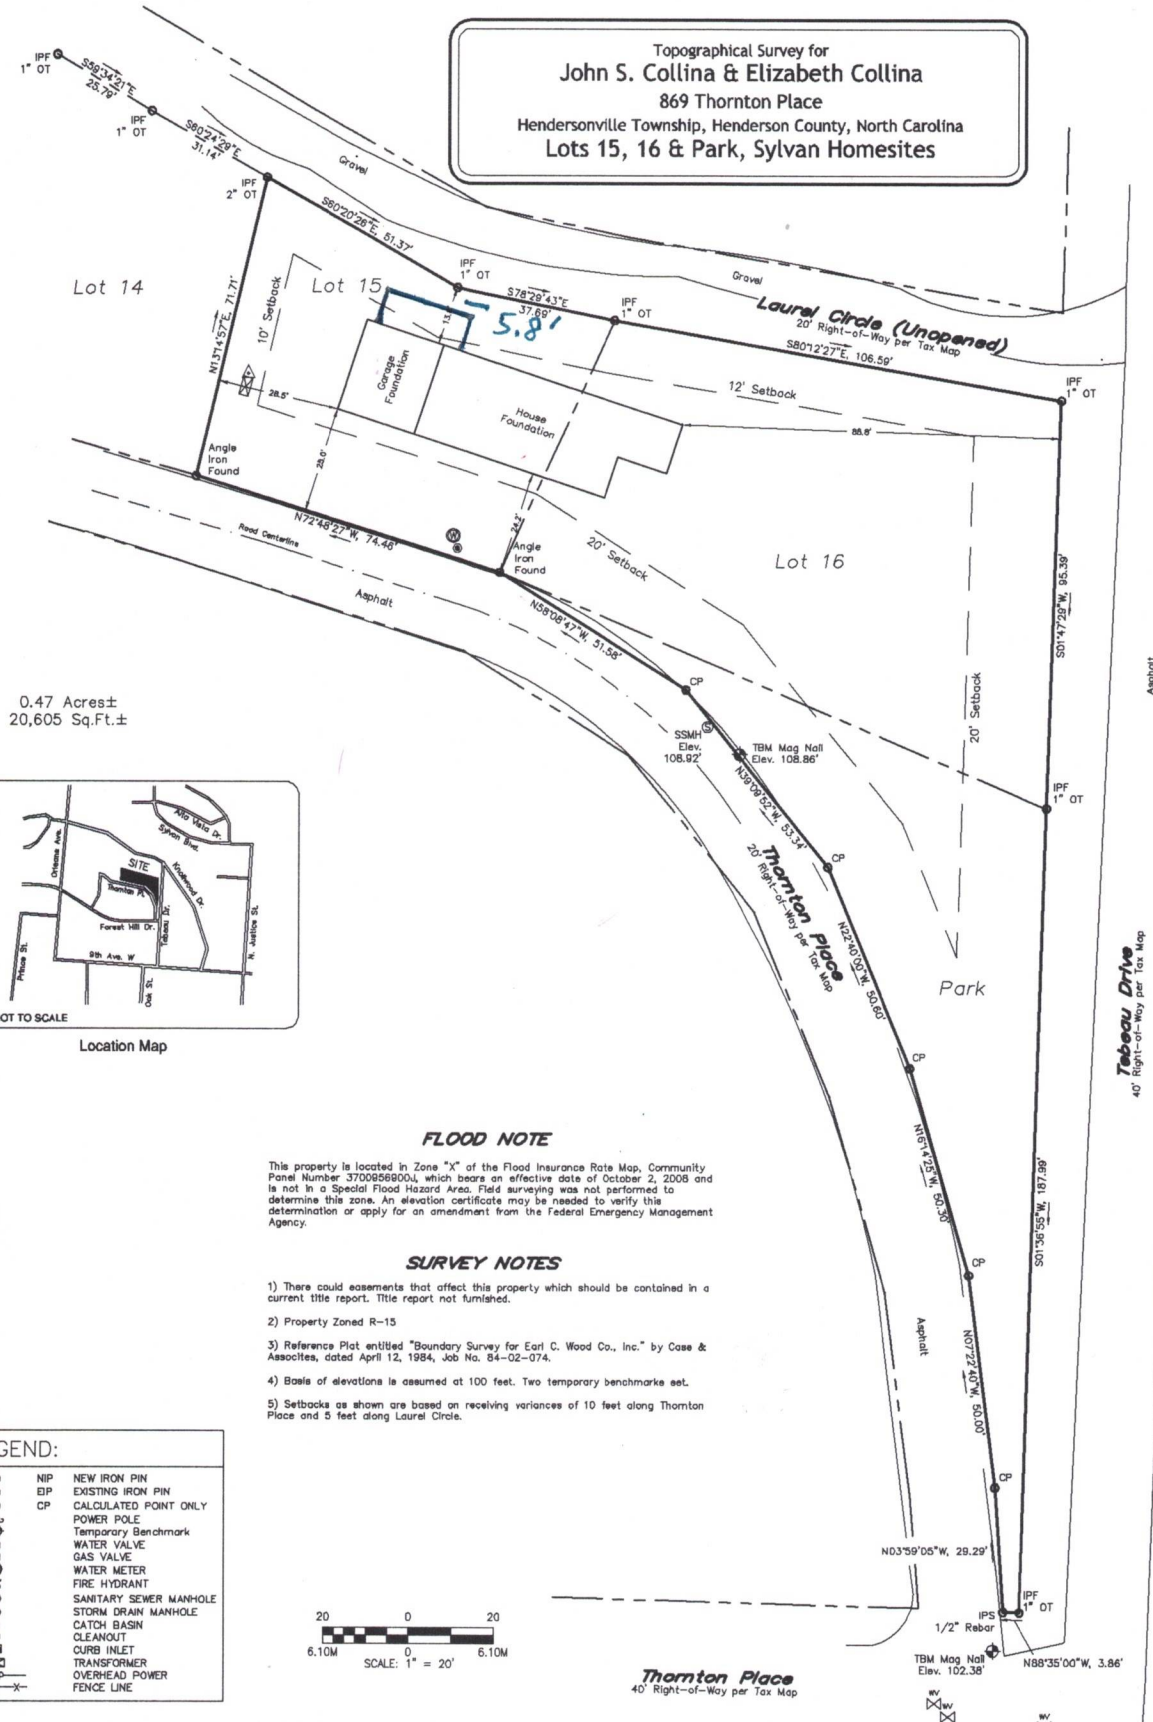 Topographical Survey for
John S. Collina & Elizabeth Collina
869 Thornton Place
Hendersonville Township, Henderson County, North Carolina
Lots 15, 16 & Park, Sylvan Homesites
IPF
1" OT
S59°34'21"E
25.79'
IPF
1" OT
S60°24'29"E
31.14'
IPF
2" OT
Gravel
S60°20'26"E, 51.37'
Lot 14
N13°14'57"E, 71.71'
10' Setback
Lot 15
IPF
1" OT
13.
5.8'
S78°29'43"E
37.69'
IPF
1" OT
Gravel
Laurel Circle (Unopened)
20' Right-of-Way per Tax Map
S80°12'27"E, 106.59'
IPF
1" OT
12' Setback
Garage
Foundation
House
Foundation
28.5'
25.0'
88.8'
24.2'
Angle
Iron
Found
N72°48'27"W, 74.46'
Road Centerline
Asphalt
W
Angle
Iron
Found
20' Setback
Lot 16
S01°47'29"W, 95.39'
Asphalt
N58°08'47"W, 51.58'
0.47 Acres±
20,605 Sq.Ft.±
CP
S
SSMH
Elev.
108.92'
TBM Mag Nail
Elev. 108.86'
20' Setback
IPF
1" OT
N39°09'52"W, 53.34'
CP
Thornton Place
20' Right-of-Way per Tax Map
N22°40'00"W, 50.60'
Park
Tebeau Drive
40' Right-of-Way per Tax Map
Alta Vista Dr.
Sylvan Blvd.
Orleans Ave.
SITE
Thornton Pl.
Knollwood Dr.
Forest Hill Dr.
Tebeau Dr.
N. Justice St.
9th Ave. W
Prince St.
Oak St.
OT TO SCALE
Location Map
CP
N16°14'25"W, 50.30'
S01°36'55"W, 187.99'
CP
FLOOD NOTE
This property is located in Zone "X" of the Flood Insurance Rate Map, Community
Panel Number 3700956900J, which bears an effective date of October 2, 2008 and
is not in a Special Flood Hazard Area. Field surveying was not performed to
determine this zone. An elevation certificate may be needed to verify this
determination or apply for an amendment from the Federal Emergency Management
Agency.
SURVEY NOTES
1) There could easements that affect this property which should be contained in a
current title report. Title report not furnished.
2) Property Zoned R-15
3) Reference Plat entitled "Boundary Survey for Earl C. Wood Co., Inc." by Case &
Assocites, dated April 12, 1984, Job No. 84-02-074.
4) Basis of elevations is assumed at 100 feet. Two temporary benchmarks set.
5) Setbacks as shown are based on receiving variances of 10 feet along Thornton
Place and 5 feet along Laurel Circle.
Asphalt
N07°22'40"W, 50.00'
CP
GEND:
NIP NEW IRON PIN
EIP EXISTING IRON PIN
CP CALCULATED POINT ONLY
POWER POLE
Temporary Benchmark
WATER VALVE
GAS VALVE
WATER METER
FIRE HYDRANT
SANITARY SEWER MANHOLE
STORM DRAIN MANHOLE
CATCH BASIN
CLEANOUT
CURB INLET
TRANSFORMER
OVERHEAD POWER
X FENCE LINE
N03°59'05"W, 29.29'
IPS
1/2" Rebar
IPF
1" OT
N88°35'00"W, 3.86'
TBM Mag Nail
Elev. 102.38'
20 0 20
6.10M 0 6.10M
SCALE: 1" = 20'
Thornton Place
40' Right-of-Way per Tax Map
WV
WV
WV